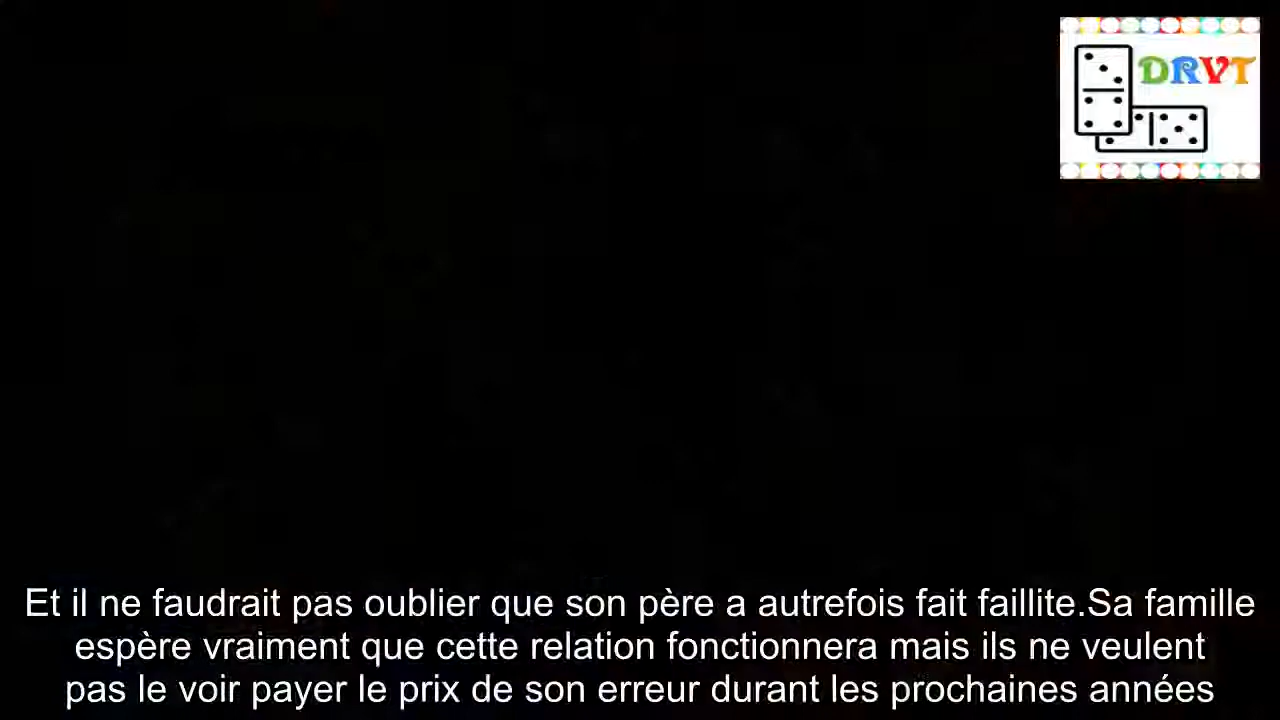 DRVT
Et il ne faudrait pas oublier que son père a autrefois fait faillite.Sa famille
espère vraiment que cette relation fonctionnera mais ils ne veulent
pas le voir payer le prix de son erreur durant les prochaines années